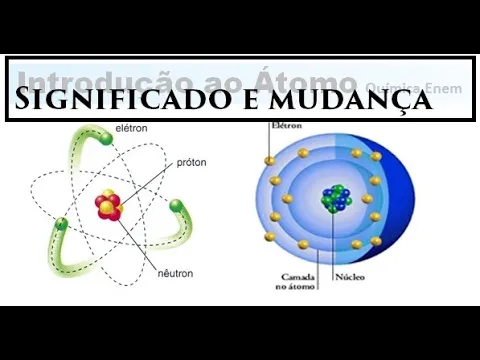 Introdução ao Átomo Química Enem
SIGNIFICADO E MUDANÇA
elétron
próton
nêutron
Elétron
Camada
no átomo
Núcleo